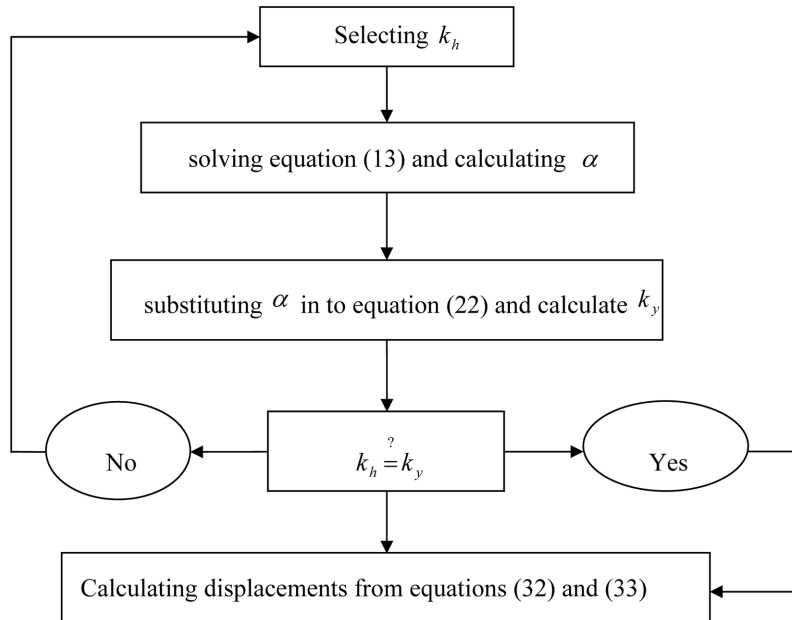 Selecting k_h
solving equation (13) and calculating α
substituting α in to equation (22) and calculate k_y
No
k_h ?= k_y
Yes
Calculating displacements from equations (32) and (33)